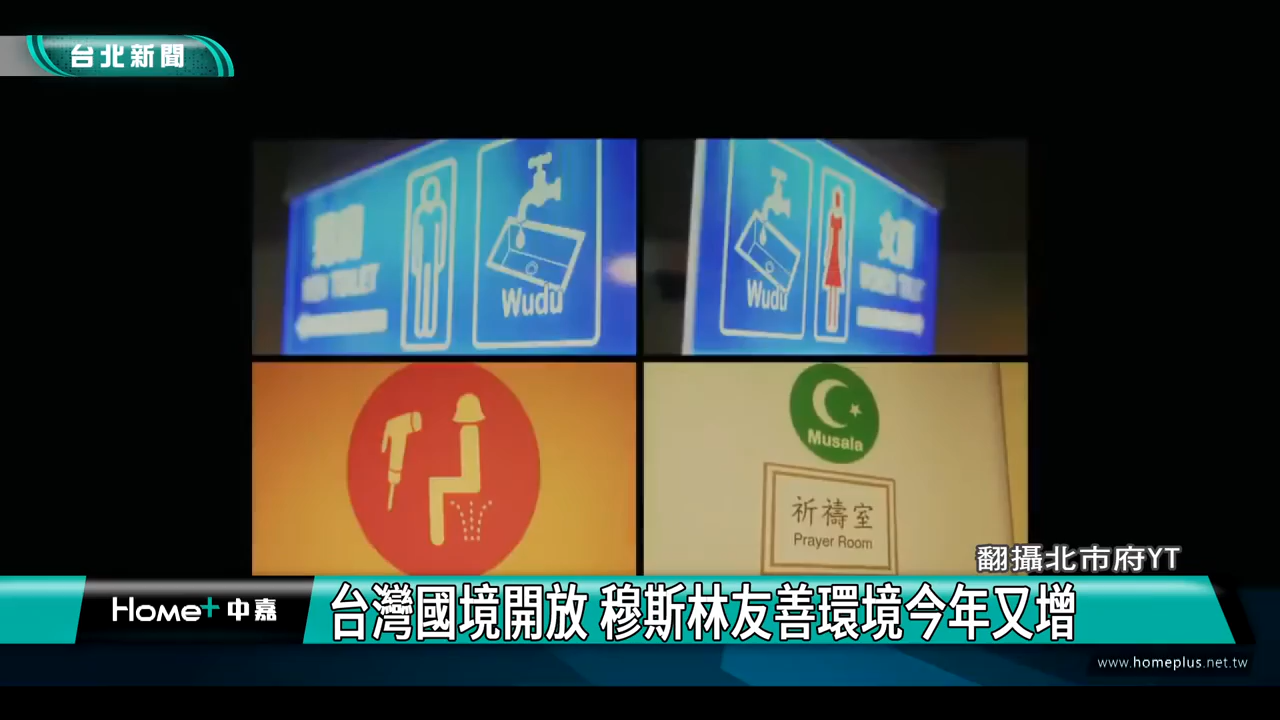 台北新聞
Wudu
Wudu
Musala
祈禱室
Prayer Room
翻攝北市府YT
Home+中嘉
台灣國境開放 穆斯林友善環境今年又增
www.homeplus.net.tw